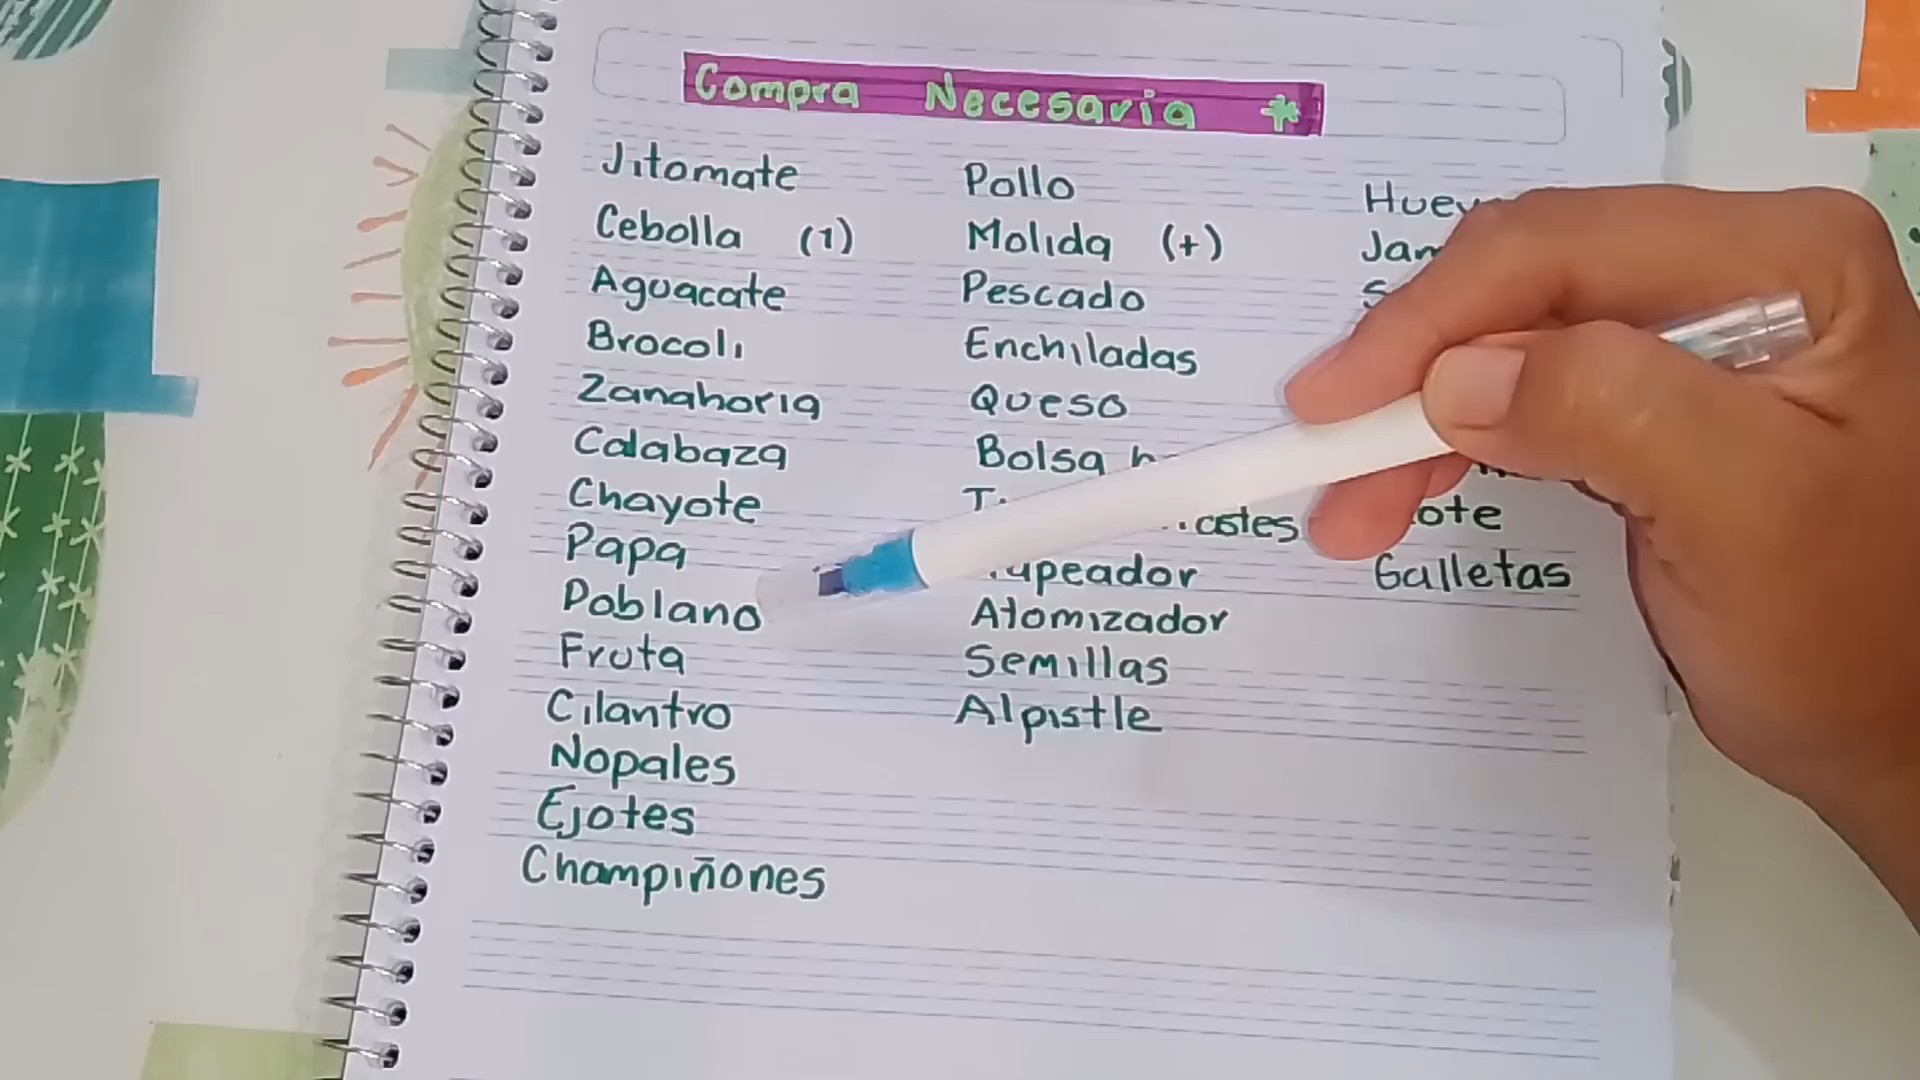 Compra Necesaria *
Jitomate
Cebolla (1)
Aguacate
Brocoli
Zanahoria
Calabaza
Chayote
Papa
Poblano
Fruta
Cilantro
Nopales
Ejotes
Champiñones
Pollo
Molida (+)
Pescado
Enchiladas
Queso
Bolsa
Atomizador
Semillas
Alpistle
Galletas